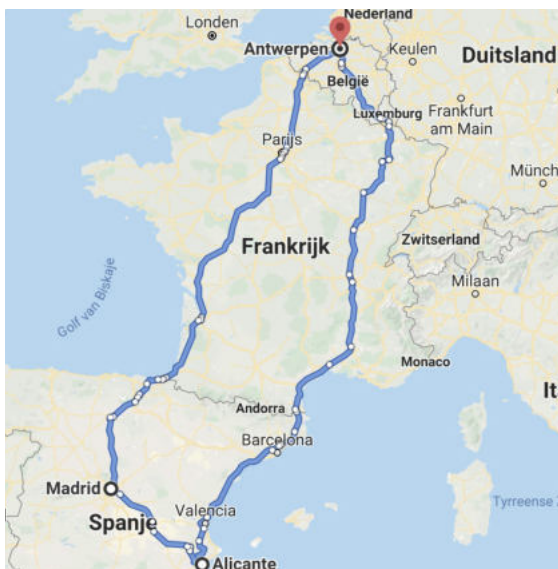 Nederland
Londen
Antwerpen
Keulen
Duitsland
België
Luxemburg
Frankfurt
am Main
Parijs
Münch
Frankrijk
Zwitserland
Milaan
Golf van Biskaje
Monaco
It
Andorra
Barcelona
Madrid
Valencia
Spanje
Tyrreense
Alicante